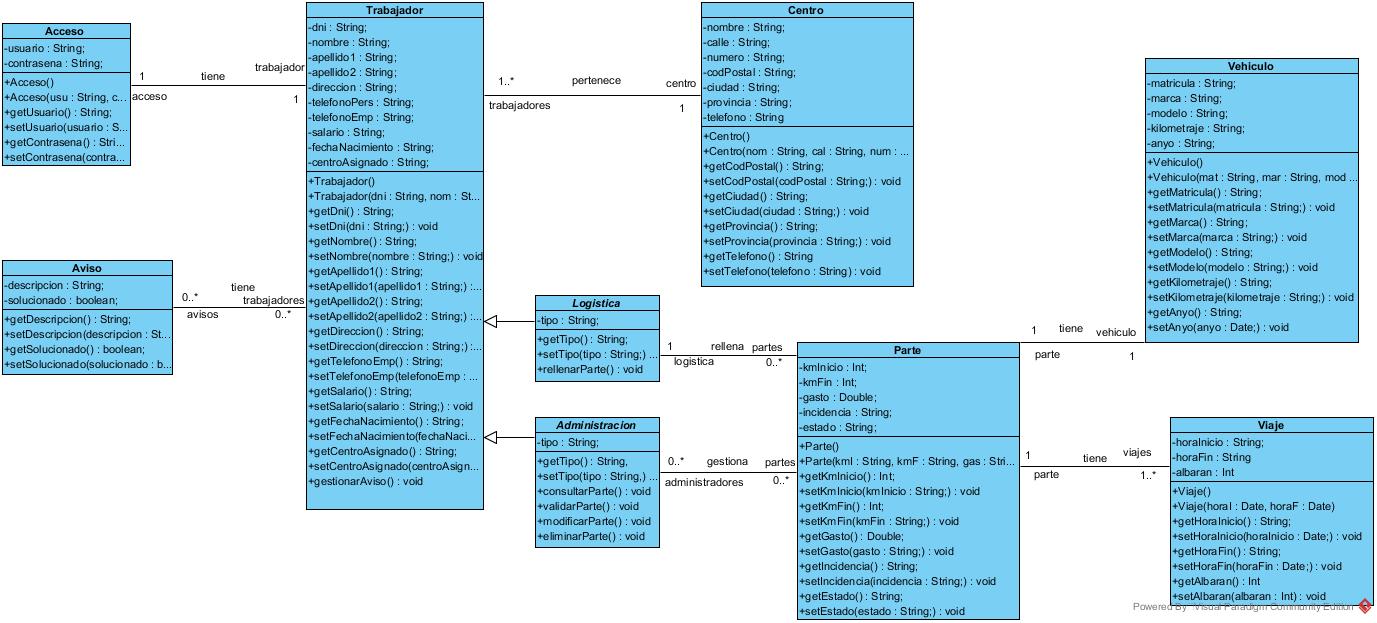 Acceso
-usuario : String;
-contrasena : String;
+Acceso()
+Acceso(usu : String, c...
+getUsuario() : String;
+setUsuario(usuario : S...
+getContrasena() : Stri...
+setContrasena(contra...
1
tiene
trabajador
acceso
1
Trabajador
-dni : String;
-nombre : String;
-apellido1 : String;
-apellido2 : String;
-direccion : String;
-telefonoPers : String;
-telefonoEmp : String;
-salario : String;
-fechaNacimiento : String;
-centroAsignado : String;
+Trabajador()
+Trabajador(dni : String, nom : St...
+getDni() : String;
+setDni(dni : String;) : void
+getNombre() : String;
+setNombre(nombre : String;) : void
+getApellido1() : String;
+setApellido1(apellido1 : String;) :...
+getApellido2() : String;
+setApellido2(apellido2 : String;) :...
+getDireccion() : String;
+setDireccion(direccion : String;) :...
+getTelefonoEmp() : String;
+setTelefonoEmp(telefonoEmp : ...
+getSalario() : String;
+setSalario(salario : String;) : void
+getFechaNacimiento() : String;
+setFechaNacimiento(fechaNaci...
+getCentroAsignado() : String;
+setCentroAsignado(centroAsign...
+gestionarAviso() : void
1..*
pertenece
centro
trabajadores
1
Centro
-nombre : String;
-calle : String;
-numero : String;
-codPostal : String;
-ciudad : String;
-provincia : String;
-telefono : String
+Centro()
+Centro(nom : String, cal : String, num : ...
+getCodPostal() : String;
+setCodPostal(codPostal : String;) : void
+getCiudad() : String;
+setCiudad(ciudad : String;) : void
+getProvincia() : String;
+setProvincia(provincia : String;) : void
+getTelefono() : String
+setTelefono(telefono : String) : void
Vehiculo
-matricula : String;
-marca : String;
-modelo : String;
-kilometraje : String;
-anyo : String;
+Vehiculo()
+Vehiculo(mat : String, mar : String, mod ...
+getMatricula() : String;
+setMatricula(matricula : String;) : void
+getMarca() : String;
+setMarca(marca : String;) : void
+getModelo() : String;
+setModelo(modelo : String;) : void
+getKilometraje() : String;
+setKilometraje(kilometraje : String;) : void
+getAnyo() : String;
+setAnyo(anyo : Date;) : void
Aviso
-descripcion : String;
-solucionado : boolean;
+getDescripcion() : String;
+setDescripcion(descripcion : St...
+getSolucionado() : boolean;
+setSolucionado(solucionado : b...
0..*
tiene
trabajadores
avisos
0..*
Logistica
-tipo : String;
+getTipo() : String;
+setTipo(tipo : String;) ...
+rellenarParte() : void
1
rellena
partes
logistica
0..*
Administracion
-tipo : String;
+getTipo() : String,
+setTipo(tipo : String,) ...
+consultarParte() : void
+validarParte() : void
+modificarParte() : void
+eliminarParte() : void
0..*
gestiona
partes
administradores
0..*
Parte
-kmInicio : Int;
-kmFin : Int;
-gasto : Double;
-incidencia : String;
-estado : String;
+Parte()
+Parte(kmI : String, kmF : String, gas : Stri...
+getKmInicio() : Int;
+setKmInicio(kmInicio : String;) : void
+getKmFin() : Int;
+setKmFin(kmFin : String;) : void
+getGasto() : Double;
+setGasto(gasto : String;) : void
+getIncidencia() : String;
+setIncidencia(incidencia : String;) : void
+getEstado() : String;
+setEstado(estado : String;) : void
1
tiene
vehiculo
parte
1
1
tiene
viajes
parte
1..*
Viaje
-horaInicio : String;
-horaFin : String
-albaran : Int
+Viaje()
+Viaje(horaI : Date, horaF : Date)
+getHoraInicio() : String;
+setHoraInicio(horaInicio : Date;) : void
+getHoraFin() : String;
+setHoraFin(horaFin : Date;) : void
+getAlbaran() : Int
+setAlbaran(albaran : Int) : void
Powered By Visual Paradigm Community Edition